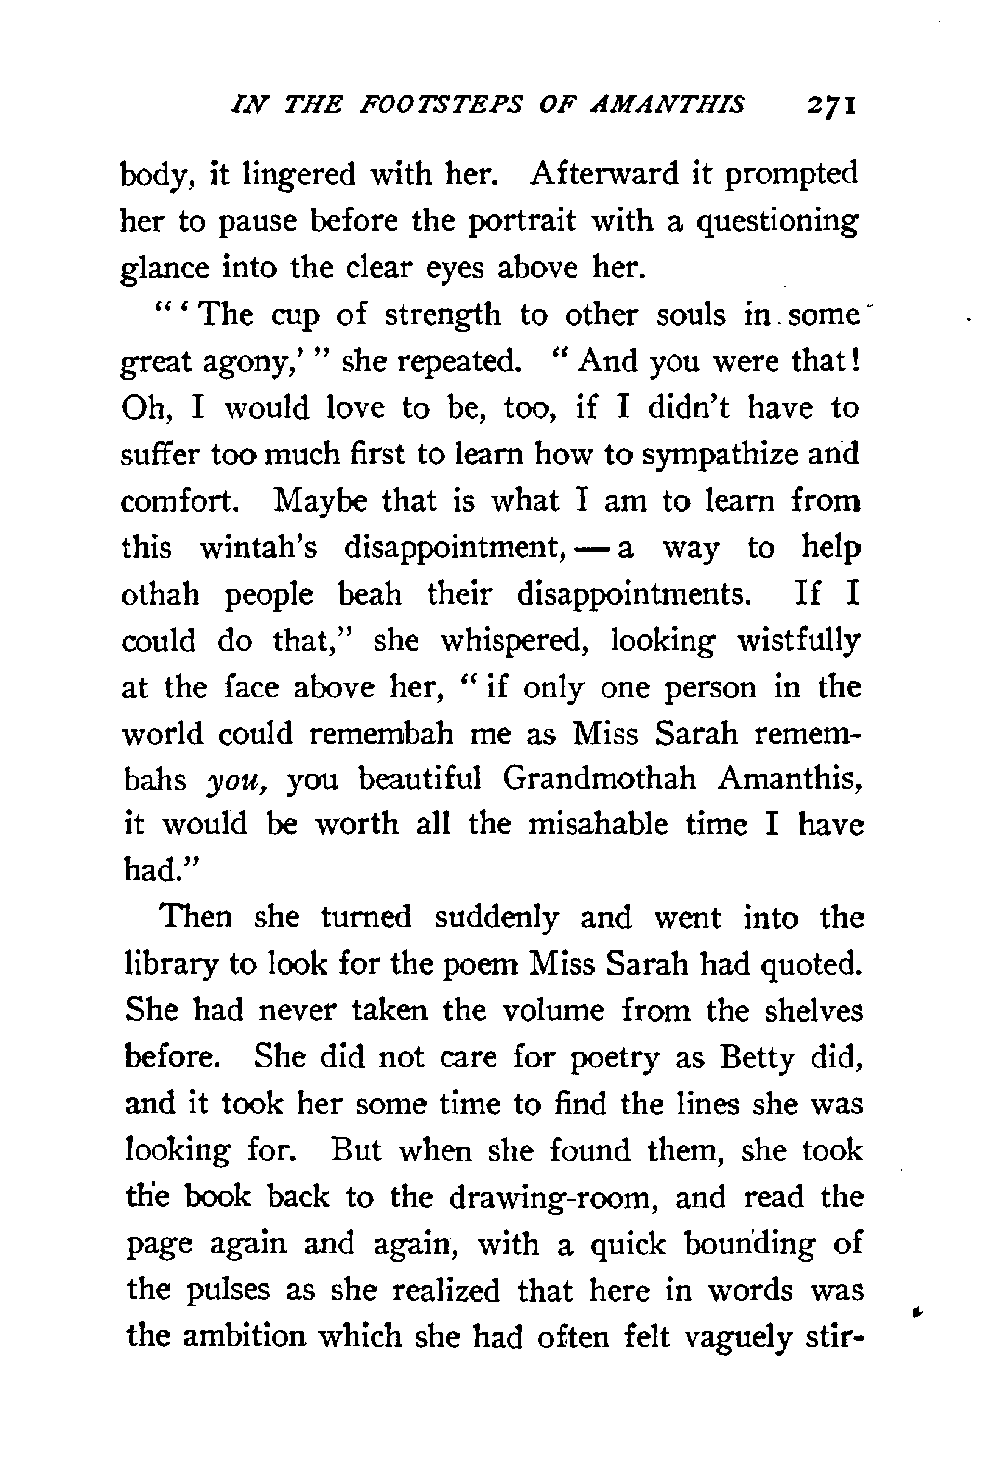 IN THE FOOTSTEPS OF AMANTHIS 271
body, it lingered with her. Afterward it prompted
her to pause before the portrait with a questioning
glance into the clear eyes above her.
“ ‘ The cup of strength to other souls in some
great agony,’ ” she repeated. “ And you were that!
Oh, I would love to be, too, if I didn’t have to
suffer too much first to learn how to sympathize and
comfort. Maybe that is what I am to learn from
this wintah’s disappointment, — a way to help
othah people beah their disappointments. If I
could do that,” she whispered, looking wistfully
at the face above her, “ if only one person in the
world could remembah me as Miss Sarah remem-
bahs you, you beautiful Grandmothah Amanthis,
it would be worth all the misahable time I have
had.”
Then she turned suddenly and went into the
library to look for the poem Miss Sarah had quoted.
She had never taken the volume from the shelves
before. She did not care for poetry as Betty did,
and it took her some time to find the lines she was
looking for. But when she found them, she took
the book back to the drawing-room, and read the
page again and again, with a quick bounding of
the pulses as she realized that here in words was
the ambition which she had often felt vaguely stir-